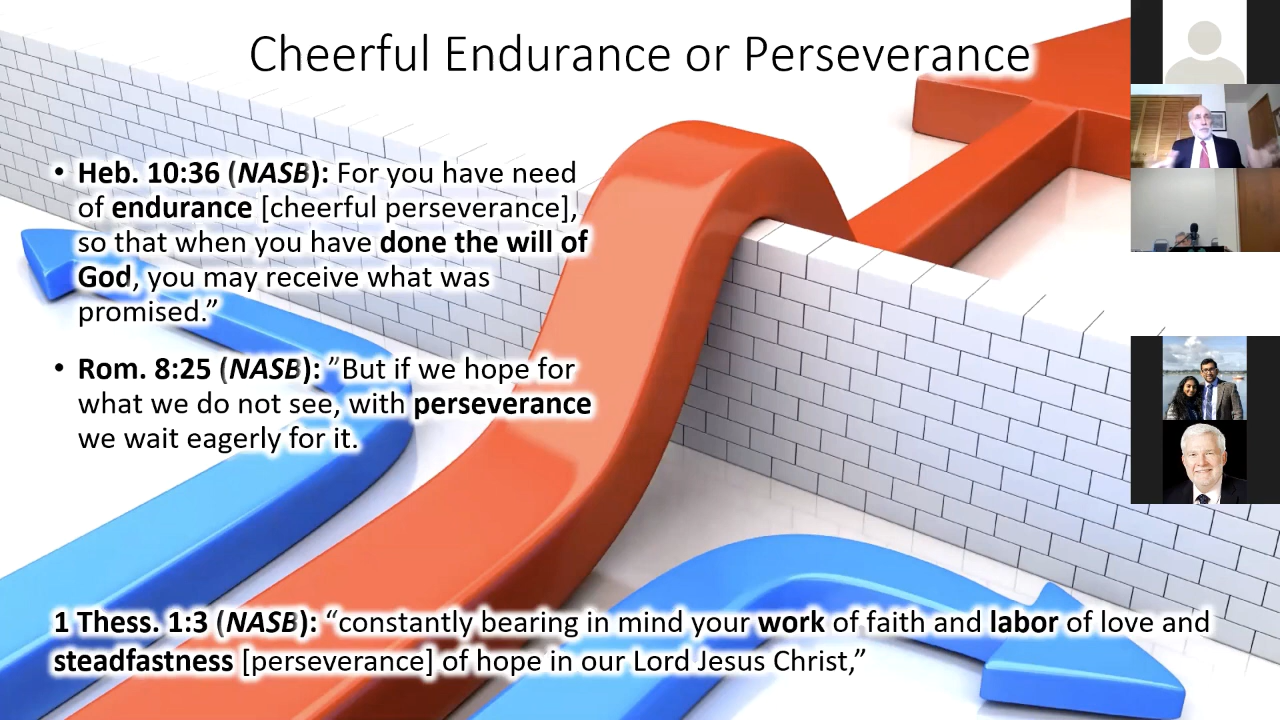 Cheerful Endurance or Perseverance
• Heb. 10:36 (NASB): For you have need
of endurance [cheerful perseverance],
so that when you have done the will of
God, you may receive what was
promised.”
• Rom. 8:25 (NASB): ”But if we hope for
what we do not see, with perseverance
we wait eagerly for it.
1 Thess. 1:3 (NASB): “constantly bearing in mind your work of faith and labor of love and
steadfastness [perseverance] of hope in our Lord Jesus Christ,”